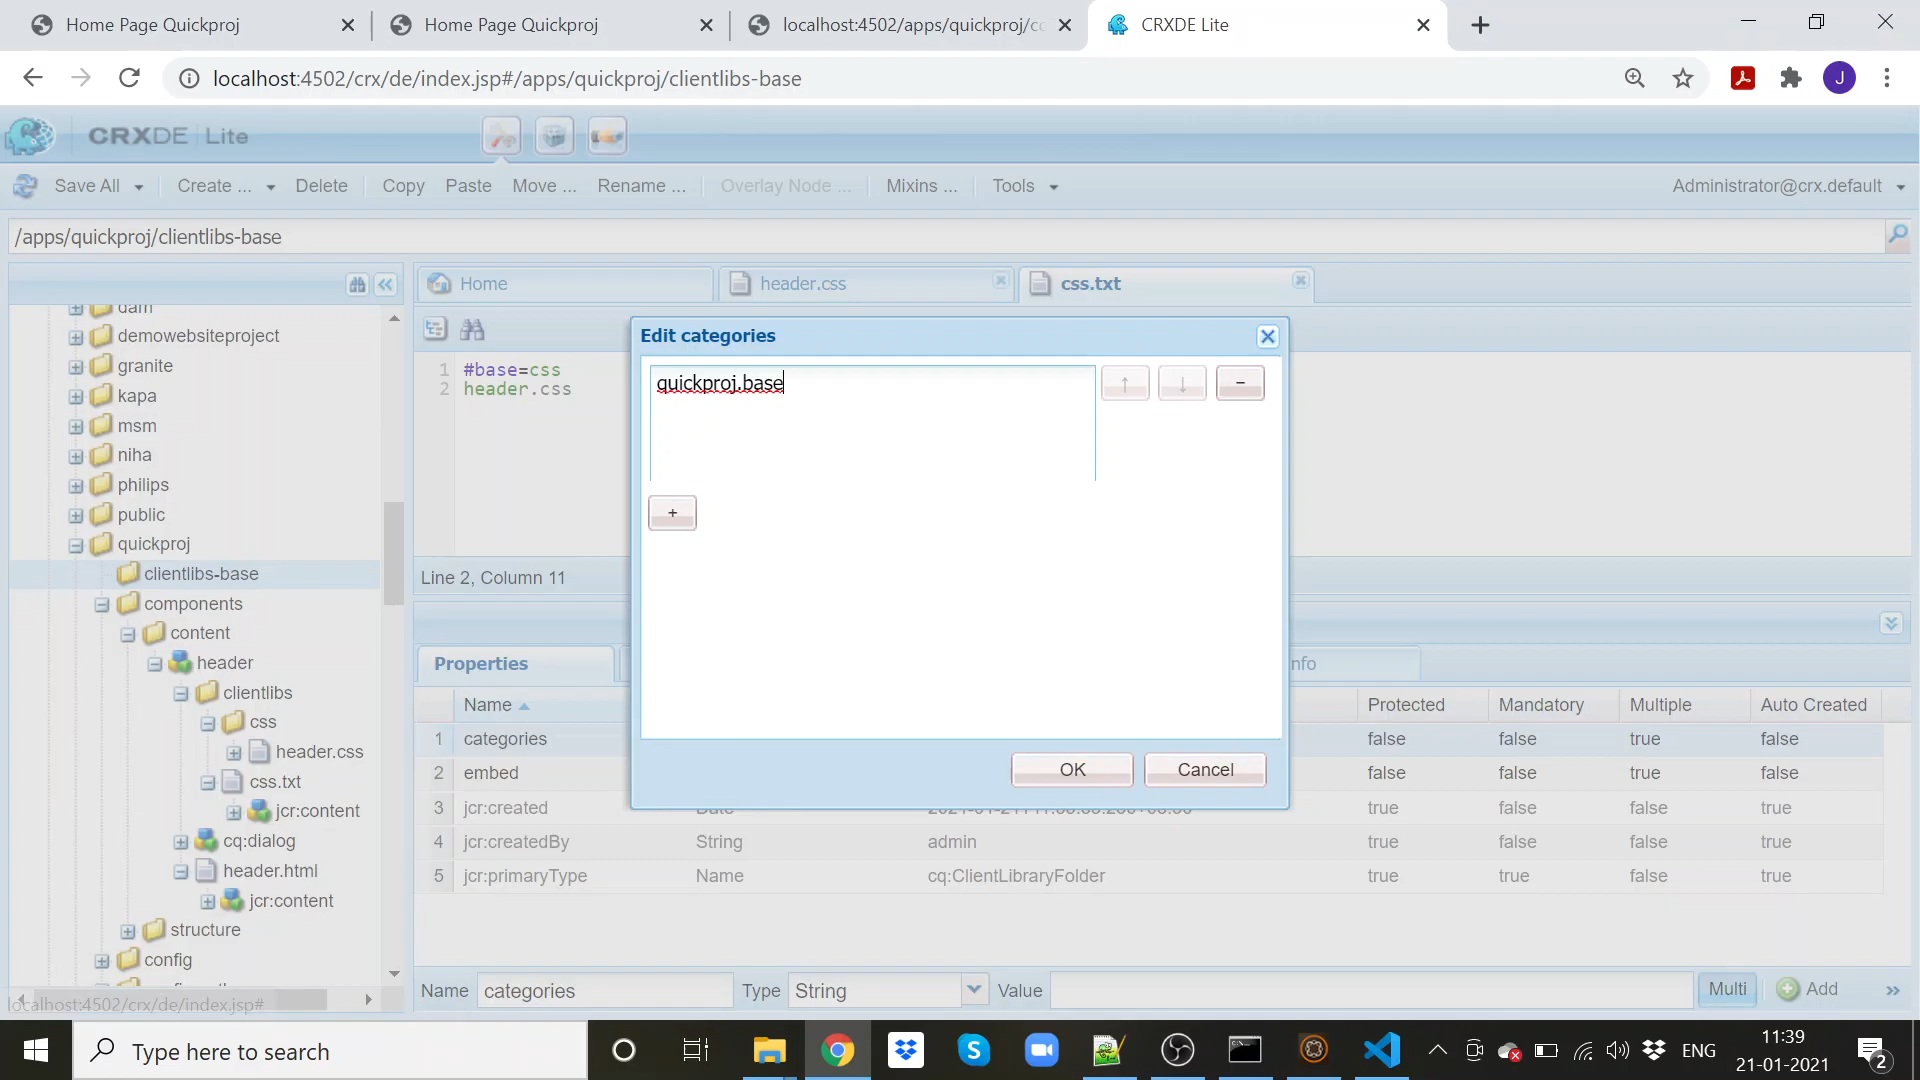 Home Page Quickproj
Home Page Quickproj
localhost:4502/apps/quickproj/co
CRXDE Lite
localhost:4502/crx/de/index.jsp#/apps/quickproj/clientlibs-base
J
CRXDE Lite
Save All
Create ...
Delete
Copy
Paste
Move ...
Rename ...
Overlay Node ...
Mixins ...
Tools
Administrator@crx.default
/apps/quickproj/clientlibs-base
Home
header.css
css.txt
dam
demowebsiteproject
granite
kapa
msm
niha
philips
public
quickproj
clientlibs-base
components
content
header
clientlibs
css
header.css
css.txt
jcr:content
cq:dialog
header.html
jcr:content
structure
config
localhost:4502/crx/de/index.jsp#
1 #base=css
2 header.css
Line 2, Column 11
Edit categories
quickproj.base
↑ ↓ -
+
OK Cancel
Properties
nfo
Name Protected Mandatory Multiple Auto Created
1 categories false false true false
2 embed false false true false
3 jcr:created true false false true
4 jcr:createdBy String admin true false false true
5 jcr:primaryType Name cq:ClientLibraryFolder true true false true
Name categories Type String Value Multi Add »
Type here to search
ENG
11:39
21-01-2021
2